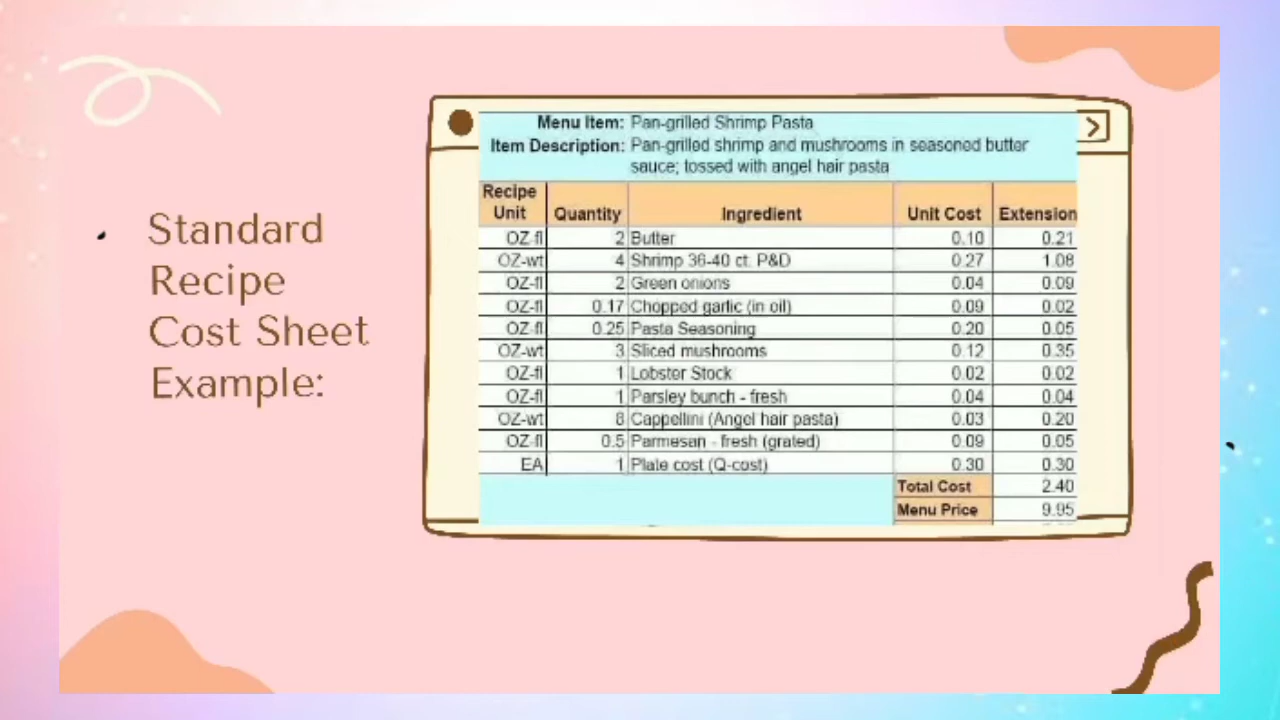 Standard
Recipe
Cost Sheet
Example:
Menu Item: Pan-grilled Shrimp Pasta
Item Description: Pan-grilled shrimp and mushrooms in seasoned butter
sauce; tossed with angel hair pasta
Recipe Unit Quantity Ingredient Unit Cost Extension
OZ-fl 2 Butter 0.10 0.21
OZ-wt 4 Shrimp 36-40 ct. P&D 0.27 1.08
OZ-fl 2 Green onions 0.04 0.09
OZ-fl 0.17 Chopped garlic (in oil) 0.09 0.02
OZ-fl 0.25 Pasta Seasoning 0.20 0.05
OZ-wt 3 Sliced mushrooms 0.12 0.35
OZ-fl 1 Lobster Stock 0.02 0.02
OZ-fl 1 Parsley bunch - fresh 0.04 0.04
OZ-wt 8 Cappellini (Angel hair pasta) 0.03 0.20
OZ-fl 0.5 Parmesan - fresh (grated) 0.09 0.05
EA 1 Plate cost (Q-cost) 0.30 0.30
Total Cost 2.40
Menu Price 9.95